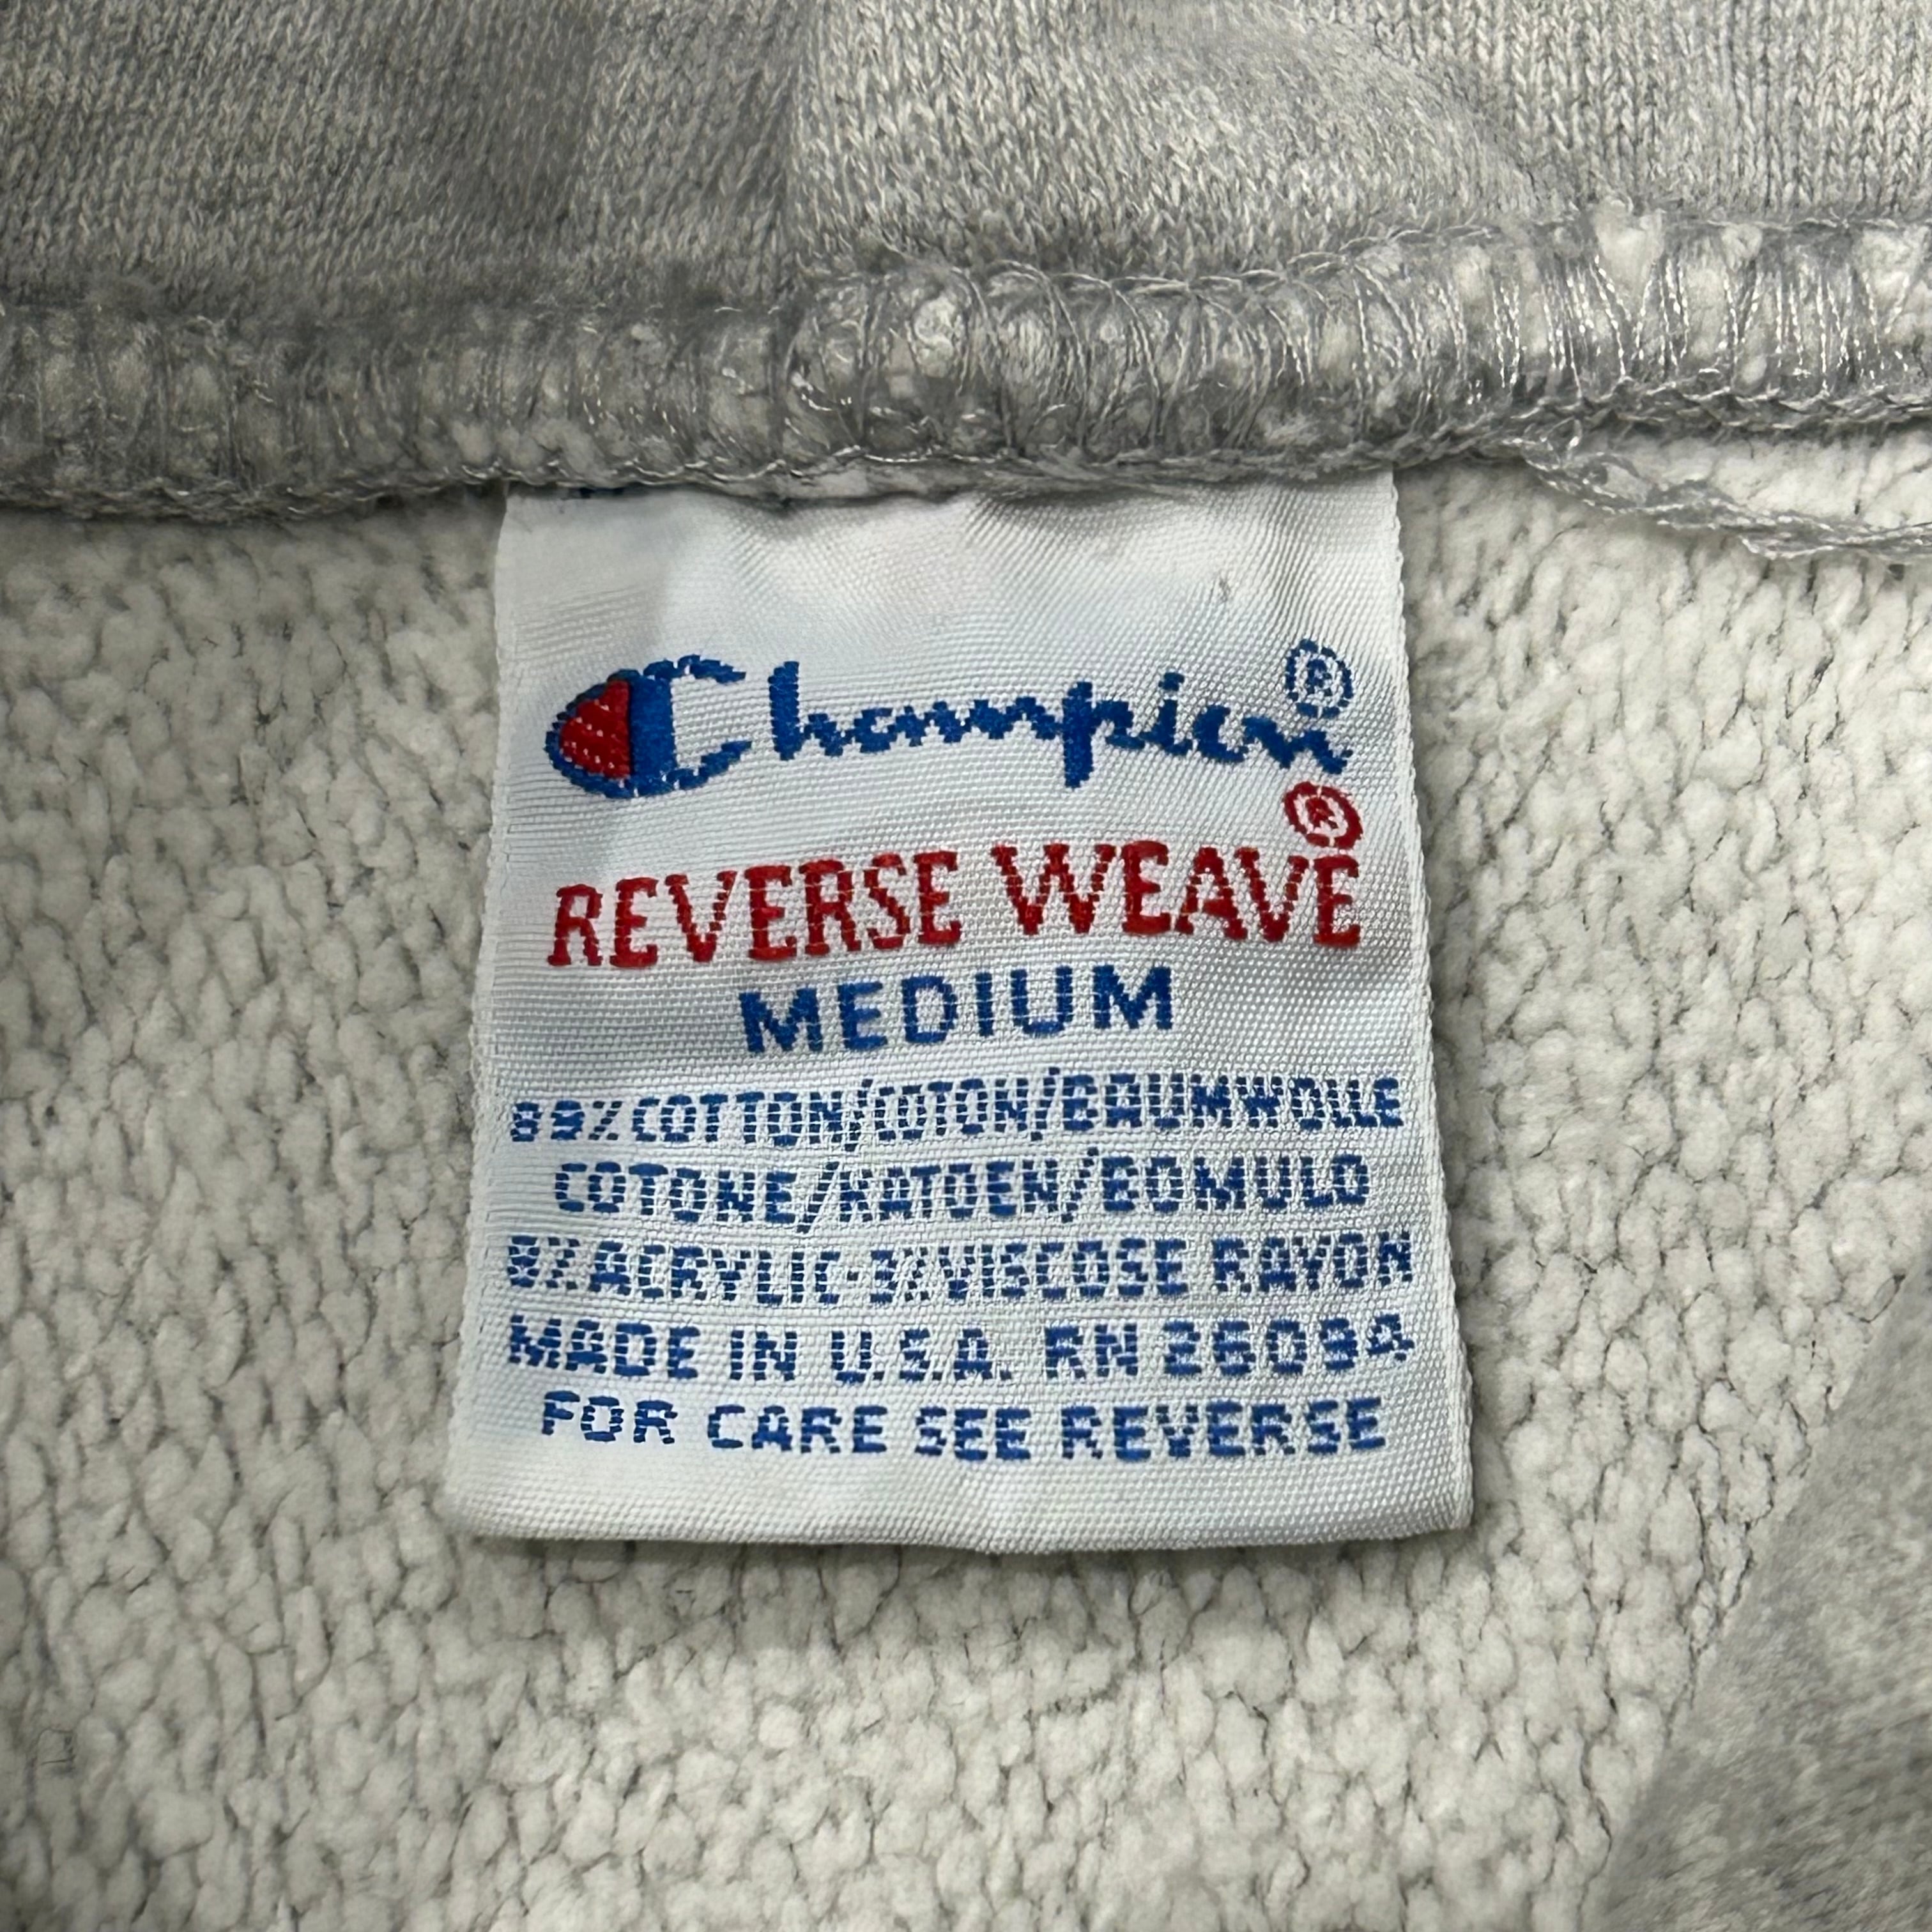 Champion®
REVERSE WEAVE®
MEDIUM
89% COTTON/COTON/BAUMWOLLE
COTONE/KATOEN/BOMULO
8% ACRYLIC-3% VISCOSE RAYON
MADE IN U.S.A. RN 26094
FOR CARE SEE REVERSE